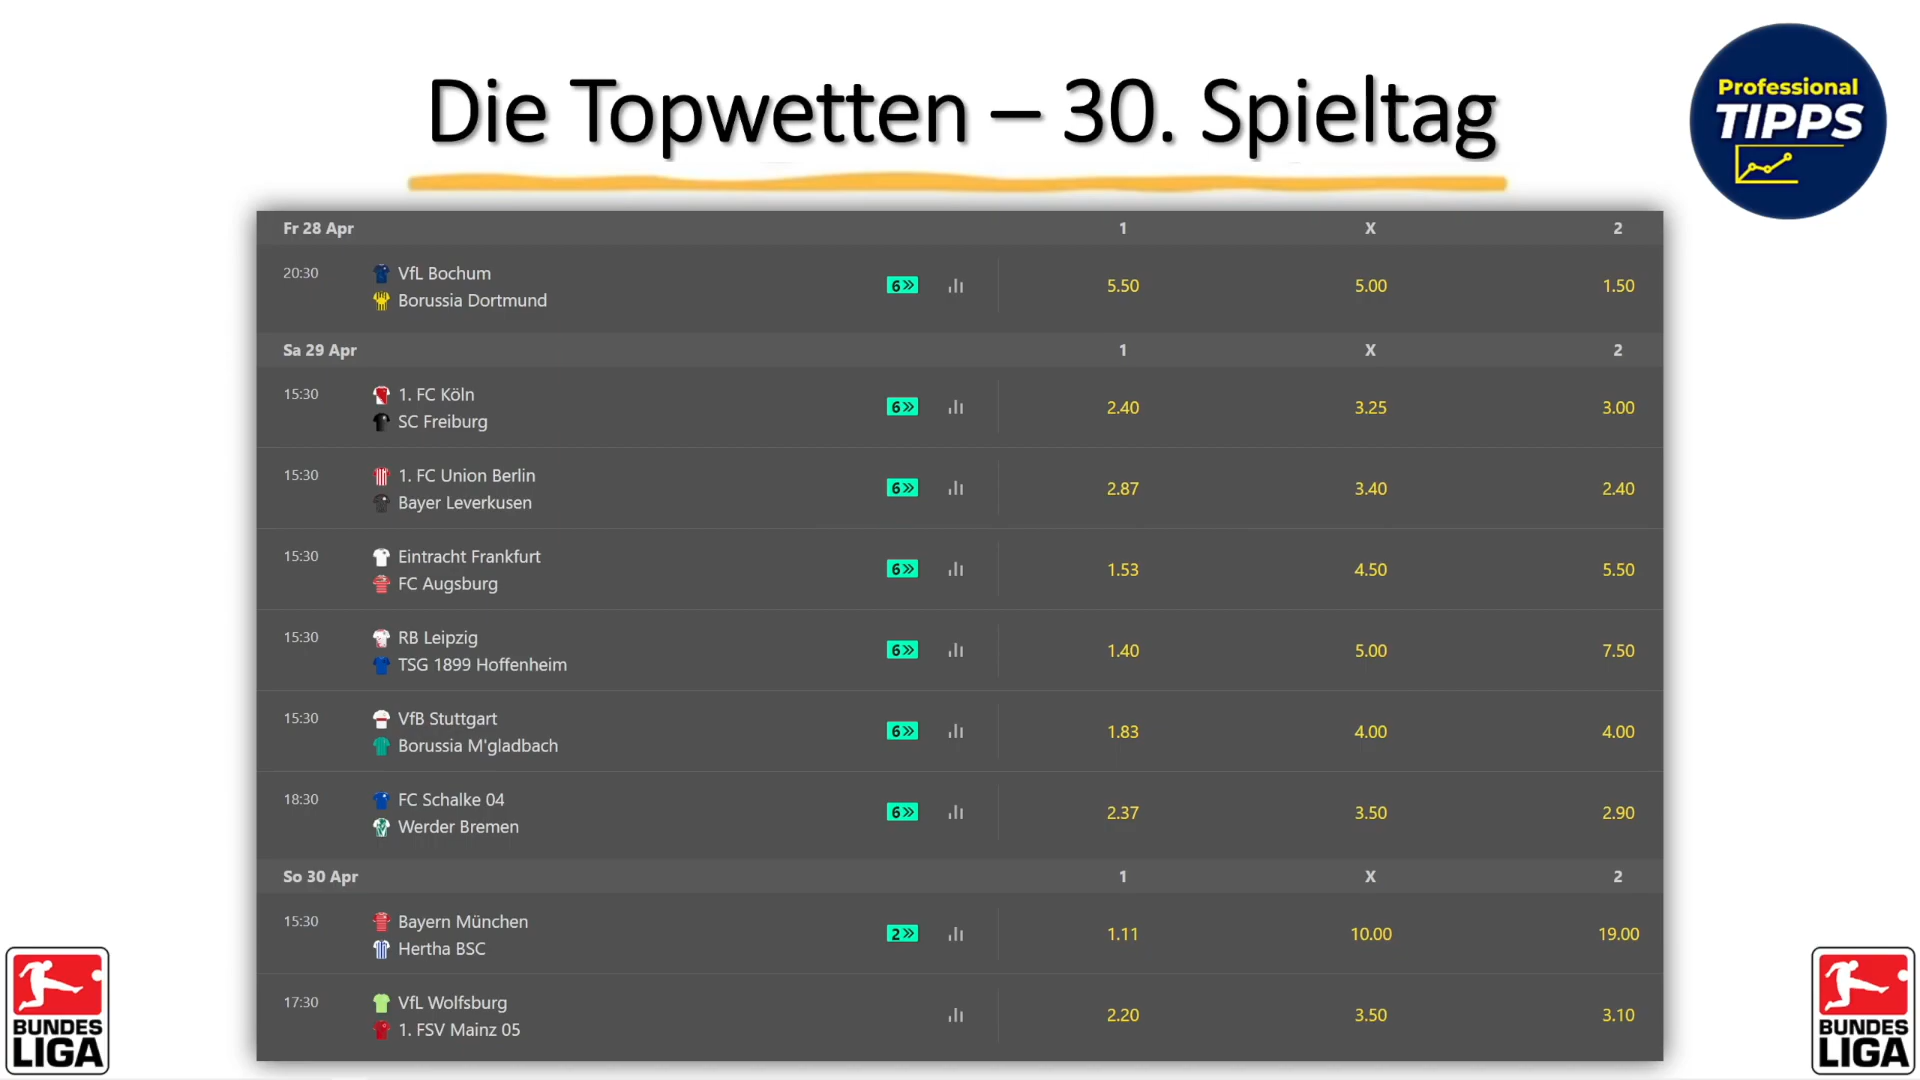 Die Topwetten – 30. Spieltag
Professional
TIPPS
Fr 28 Apr 1 X 2
20:30 VfL Bochum
Borussia Dortmund
6» 5.50 5.00 1.50
Sa 29 Apr 1 X 2
15:30 1. FC Köln
SC Freiburg
6» 2.40 3.25 3.00
15:30 1. FC Union Berlin
Bayer Leverkusen
6» 2.87 3.40 2.40
15:30 Eintracht Frankfurt
FC Augsburg
6» 1.53 4.50 5.50
15:30 RB Leipzig
TSG 1899 Hoffenheim
6» 1.40 5.00 7.50
15:30 VfB Stuttgart
Borussia M'gladbach
6» 1.83 4.00 4.00
18:30 FC Schalke 04
Werder Bremen
6» 2.37 3.50 2.90
So 30 Apr 1 X 2
15:30 Bayern München
Hertha BSC
2» 1.11 10.00 19.00
17:30 VfL Wolfsburg
1. FSV Mainz 05
2.20 3.50 3.10
BUNDES
LIGA
BUNDES
LIGA